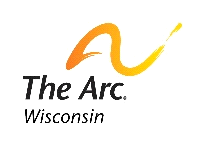 The Arc.
Wisconsin